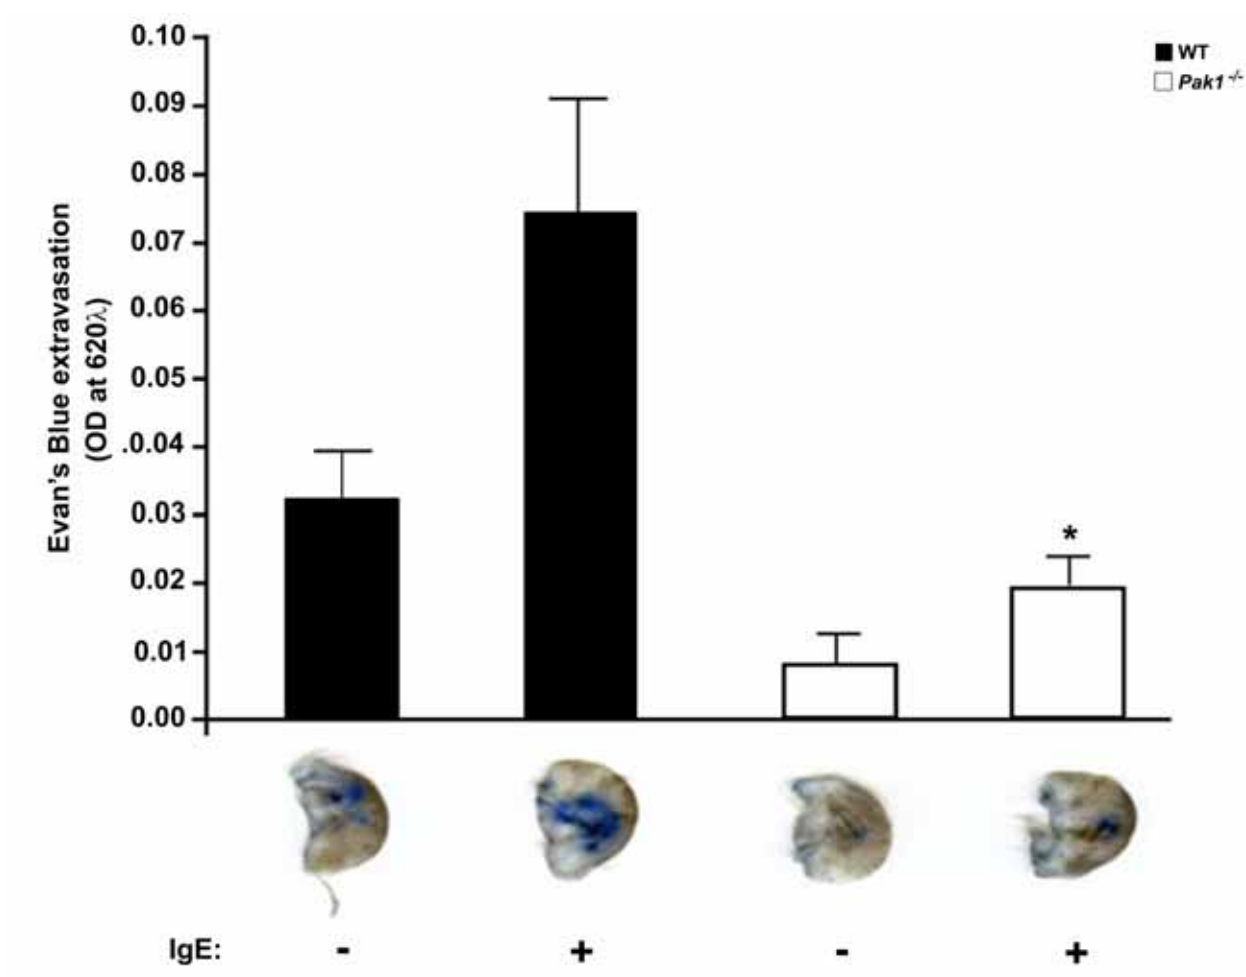 0.10
WT
Pak1 -/-
0.09
0.08
0.07
0.06
0.05
.0.04
0.03
0.02
0.01
0.00
Evan's Blue extravasation
(OD at 620λ)
*
IgE: - + - +